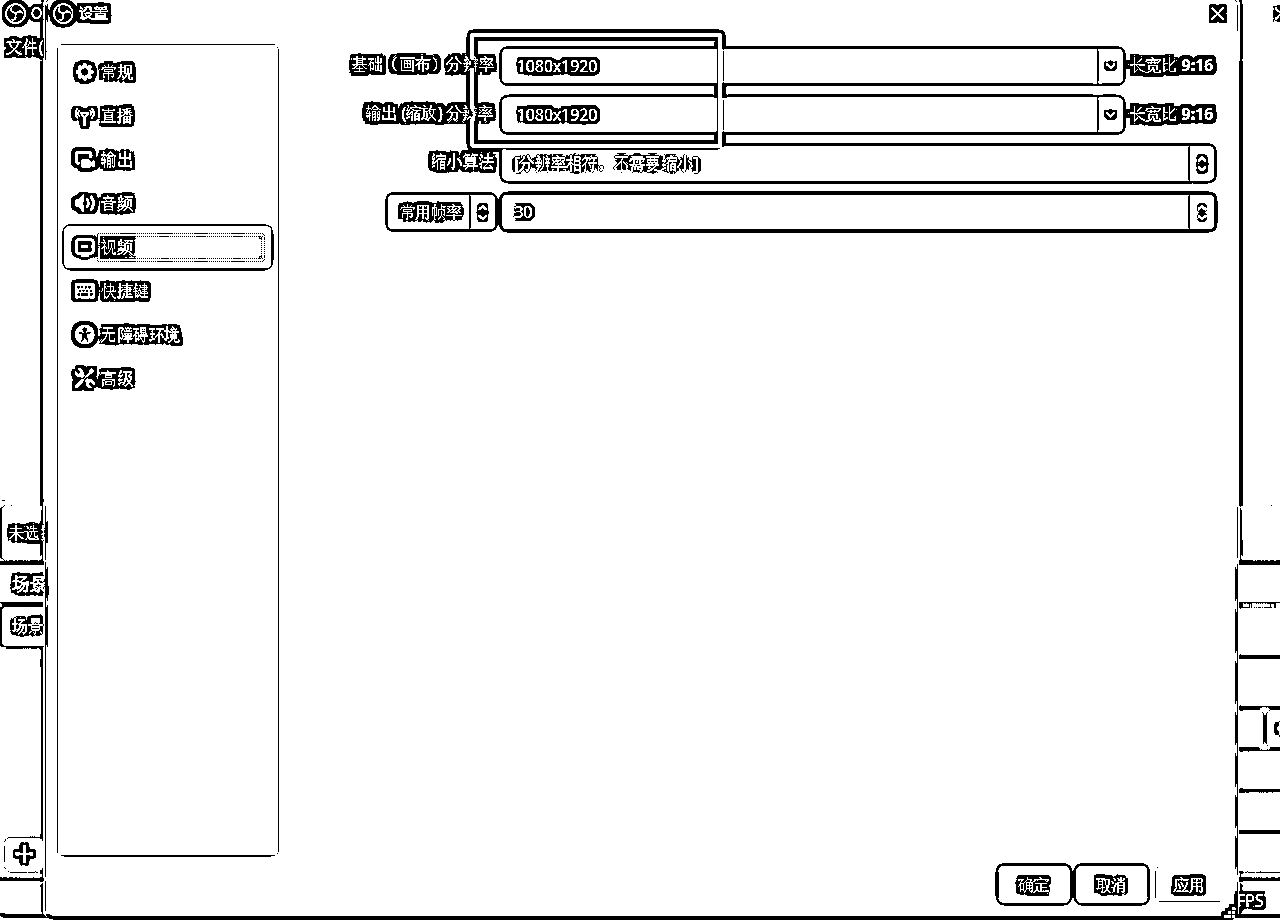 设置
文件(
常规
直播
输出
音频
视频
快捷键
无障碍环境
高级
基础（画布）分辨率 1080x1920 长宽比 9:16
输出(缩放)分辨率 1080x1920 长宽比 9:16
缩小算法 [分辨率相符，不需要缩小]
常用帧率 30
未选
场景
场景
确定 取消 应用
FPS